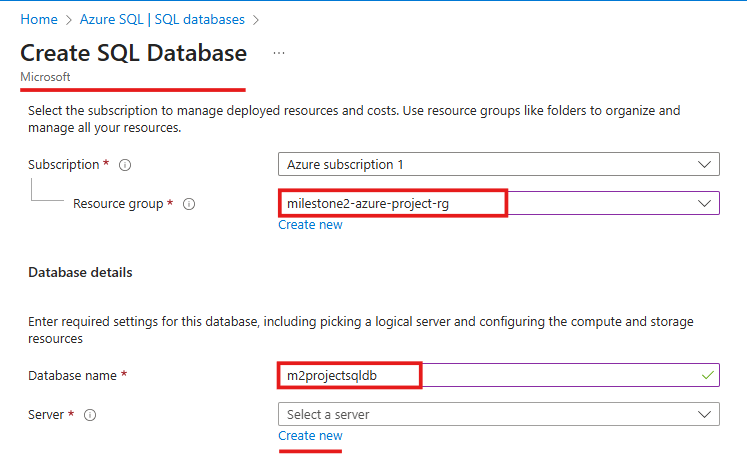 Home > Azure SQL | SQL databases >
Create SQL Database ...
Microsoft
Select the subscription to manage deployed resources and costs. Use resource groups like folders to organize and
manage all your resources.
Subscription * Azure subscription 1
Resource group * milestone2-azure-project-rg
Create new
Database details
Enter required settings for this database, including picking a logical server and configuring the compute and storage
resources
Database name * m2projectsqldb
Server * Select a server
Create new